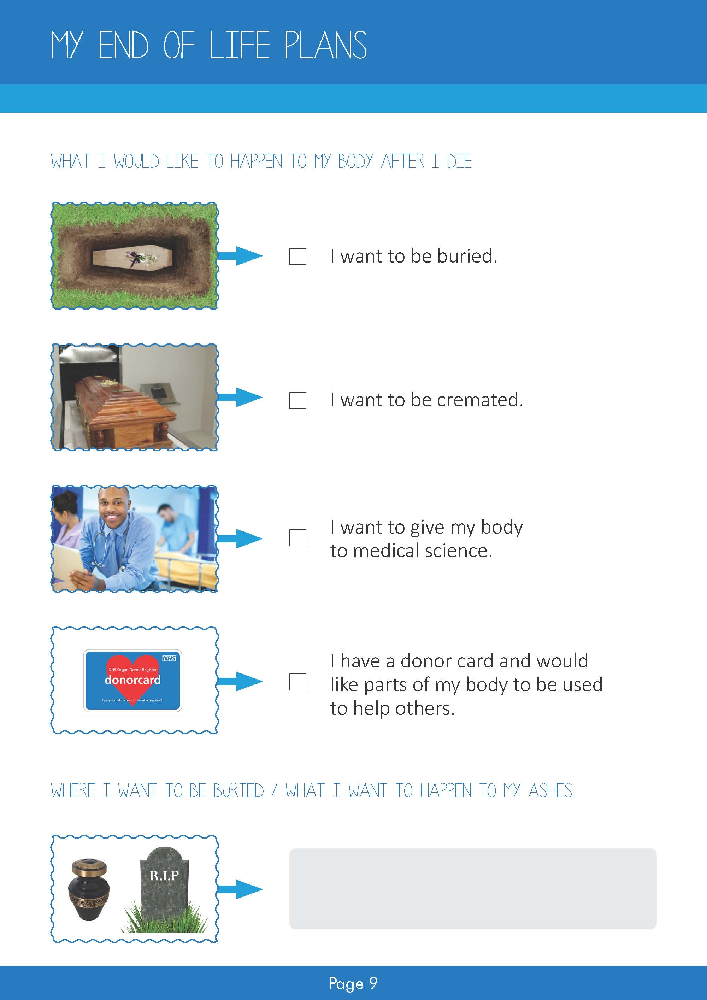 MY END OF LIFE PLANS
WHAT I WOULD LIKE TO HAPPEN TO MY BODY AFTER I DIE
I want to be buried.
I want to be cremated.
I want to give my body
to medical science.
NHS
NHS Organ Donor Register
donorcard
I want to help others to live after my death
I have a donor card and would
like parts of my body to be used
to help others.
WHERE I WANT TO BE BURIED / WHAT I WANT TO HAPPEN TO MY ASHES.
R.I.P
Page 9